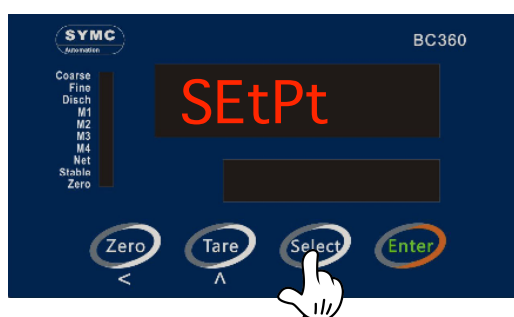 SYMC
Automation
BC360
Coarse
Fine
Disch
M1
M2
M3
M4
Net
Stable
Zero
SEtPt
Zero
Tare
Select
Enter
<
^